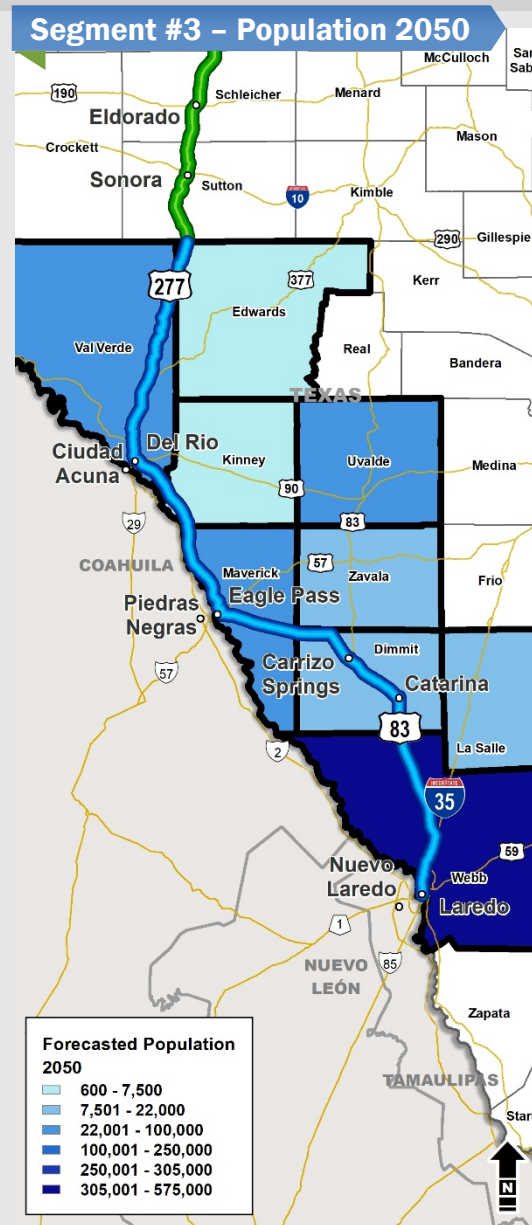 Segment #3 – Population 2050
McCulloch
San
Sab
190
Schleicher
Menard
Eldorado
Mason
Crockett
Sonora
Sutton
10
Kimble
290
Gillespie
277
377
Kerr
Edwards
Val Verde
Real
Bandera
TEXAS
Ciudad
Acuna
Del Rio
Kinney
Uvalde
Medina
90
29
83
COAHUILA
57
Maverick
Zavala
Frio
Piedras
Negras
Eagle Pass
57
Carrizo
Springs
Dimmit
Catarina
83
2
La Salle
INTERSTATE
35
59
Nuevo
Laredo
Webb
Laredo
1
85
NUEVO
LEÓN
Zapata
TAMAULIPAS
Starr
N
Forecasted Population
2050
600 - 7,500
7,501 - 22,000
22,001 - 100,000
100,001 - 250,000
250,001 - 305,000
305,001 - 575,000